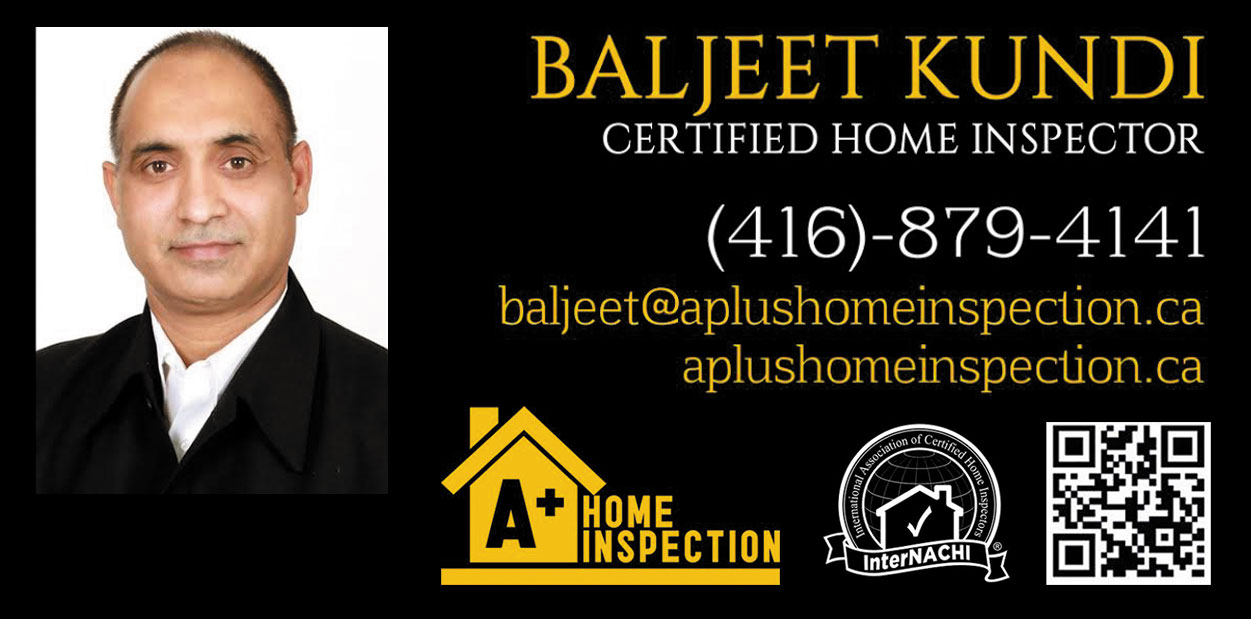 BALJEET KUNDI
CERTIFIED HOME INSPECTOR
(416)-879-4141
baljeet@aplushomeinspection.ca
aplushomeinspection.ca
A+
HOME
INSPECTION
International Association of Certified Home Inspectors
InterNACHI ®